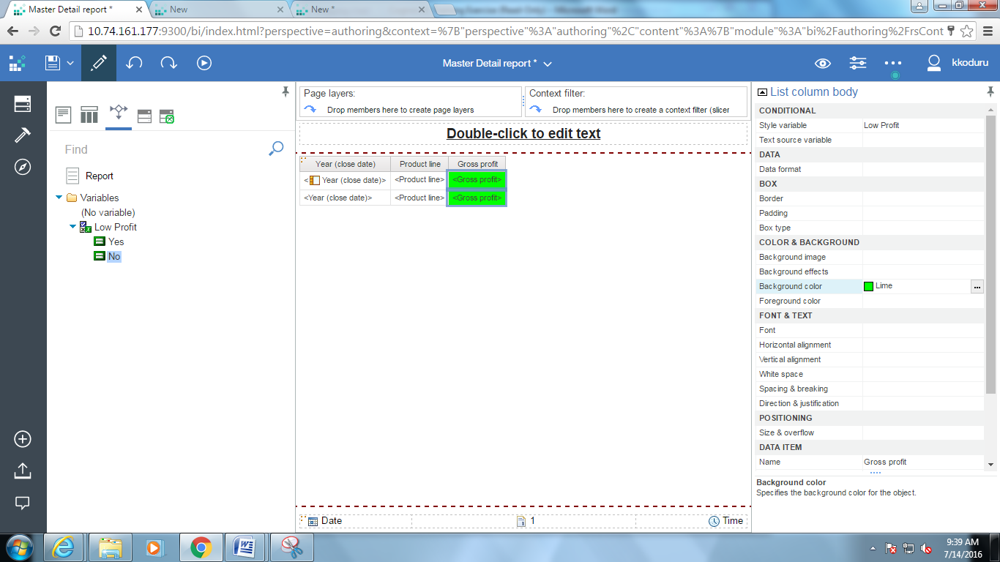 Master Detail report *
New
New *
10.74.161.177:9300/bi/index.html?perspective=authoring&context=%7B"perspective"%3A"authoring"%2C"content"%3A%7B"module"%3A"bi%2Fauthoring%2FrsCont
Master Detail report *
kkoduru
Find
Report
Variables
(No variable)
Low Profit
Yes
No
Page layers:
Drop members here to create page layers
Context filter:
Drop members here to create a context filter (slicer
Double-click to edit text
Year (close date) Product line Gross profit
< Year (close date)> <Product line> <Gross profit>
<Year (close date)> <Product line> <Gross profit>
Date 1 Time
List column body
CONDITIONAL
Style variable Low Profit
Text source variable
DATA
Data format
BOX
Border
Padding
Box type
COLOR & BACKGROUND
Background image
Background effects
Background color Lime ...
Foreground color
FONT & TEXT
Font
Horizontal alignment
Vertical alignment
White space
Spacing & breaking
Direction & justification
POSITIONING
Size & overflow
DATA ITEM
Name Gross profit
Background color
Specifies the background color for the object.
9:39 AM
7/14/2016